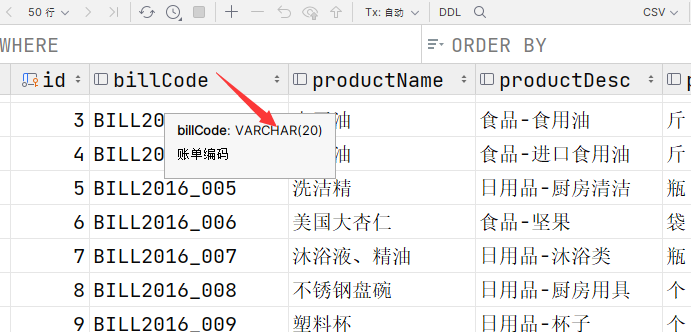 50 行 Tx: 自动 DDL CSV
WHERE ORDER BY
id billCode productName productDesc
3 BILL20 油 食品-食用油 斤
billCode: VARCHAR(20)
账单编码
4 BILL20 油 食品-进口食用油 斤
5 BILL2016_005 洗洁精 日用品-厨房清洁 瓶
6 BILL2016_006 美国大杏仁 食品-坚果 袋
7 BILL2016_007 沐浴液、精油 日用品-沐浴类 瓶
8 BILL2016_008 不锈钢盘碗 日用品-厨房用具 个
9 BILL2016_009 塑料杯 日用品-杯子 个